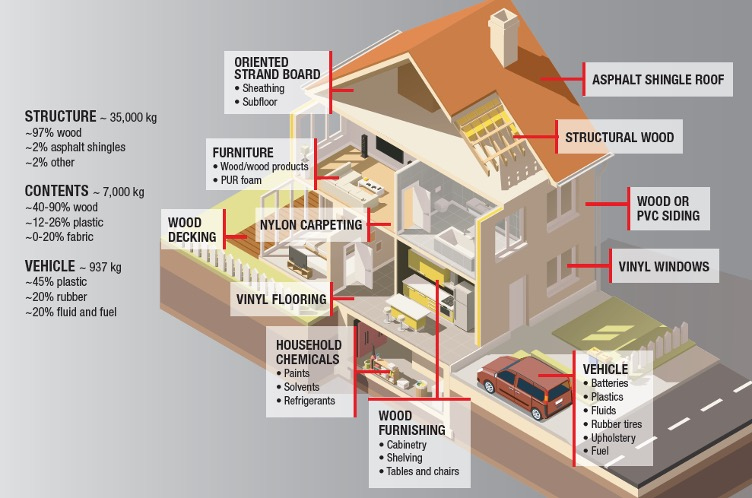 STRUCTURE ~ 35,000 kg
~97% wood
~2% asphalt shingles
~2% other
CONTENTS ~ 7,000 kg
~40-90% wood
~12-26% plastic
~0-20% fabric
VEHICLE ~ 937 kg
~45% plastic
~20% rubber
~20% fluid and fuel
ORIENTED
STRAND BOARD
• Sheathing
• Subfloor
FURNITURE
• Wood/wood products
• PUR foam
WOOD
DECKING
NYLON CARPETING
VINYL FLOORING
HOUSEHOLD
CHEMICALS
• Paints
• Solvents
• Refrigerants
WOOD
FURNISHING
• Cabinetry
• Shelving
• Tables and chairs
ASPHALT SHINGLE ROOF
STRUCTURAL WOOD
WOOD OR
PVC SIDING
VINYL WINDOWS
VEHICLE
• Batteries
• Plastics
• Fluids
• Rubber tires
• Upholstery
• Fuel